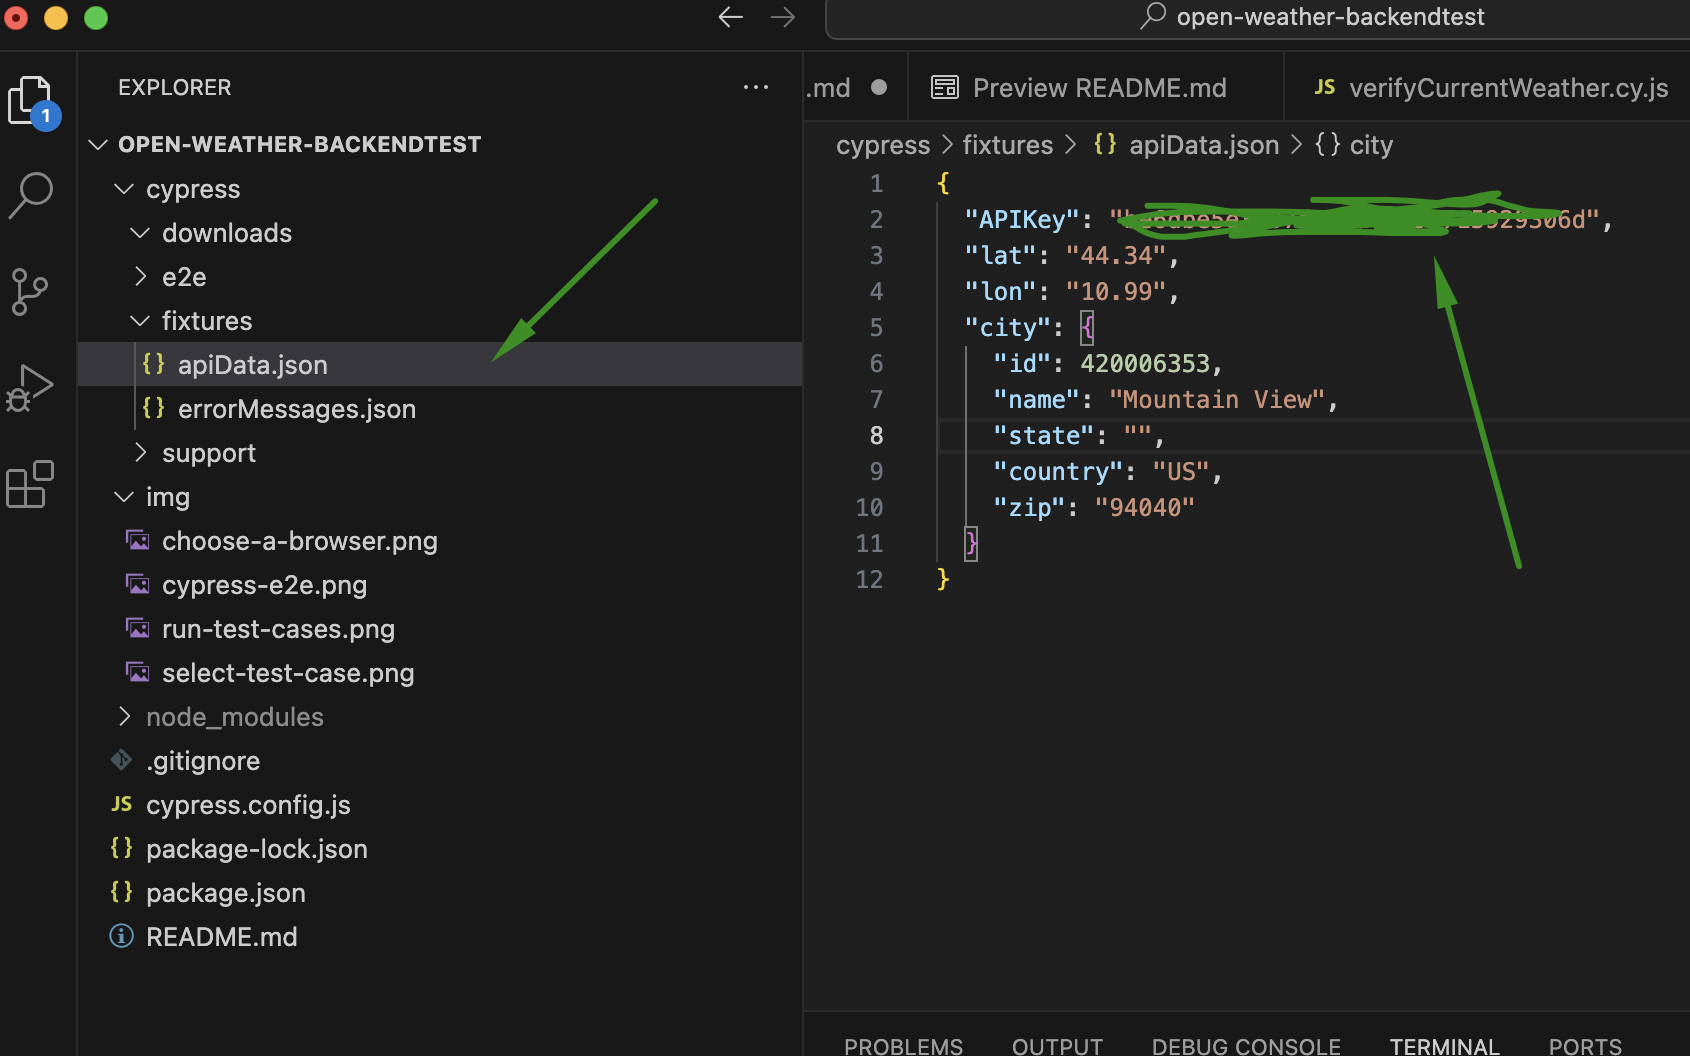 open-weather-backendtest
EXPLORER
OPEN-WEATHER-BACKENDTEST
cypress
downloads
e2e
fixtures
{} apiData.json
{} errorMessages.json
support
img
choose-a-browser.png
cypress-e2e.png
run-test-cases.png
select-test-case.png
node_modules
.gitignore
JS cypress.config.js
{} package-lock.json
{} package.json
README.md
1
.md
Preview README.md
JS verifyCurrentWeather.cy.js
cypress > fixtures > {} apiData.json > {} city
1 {
2 "APIKey":
3 "lat": "44.34",
4 "lon": "10.99",
5 "city": {
6 "id": 420006353,
7 "name": "Mountain View",
8 "state": "",
9 "country": "US",
10 "zip": "94040"
11 }
12 }
PROBLEMS OUTPUT DEBUG CONSOLE TERMINAL PORTS